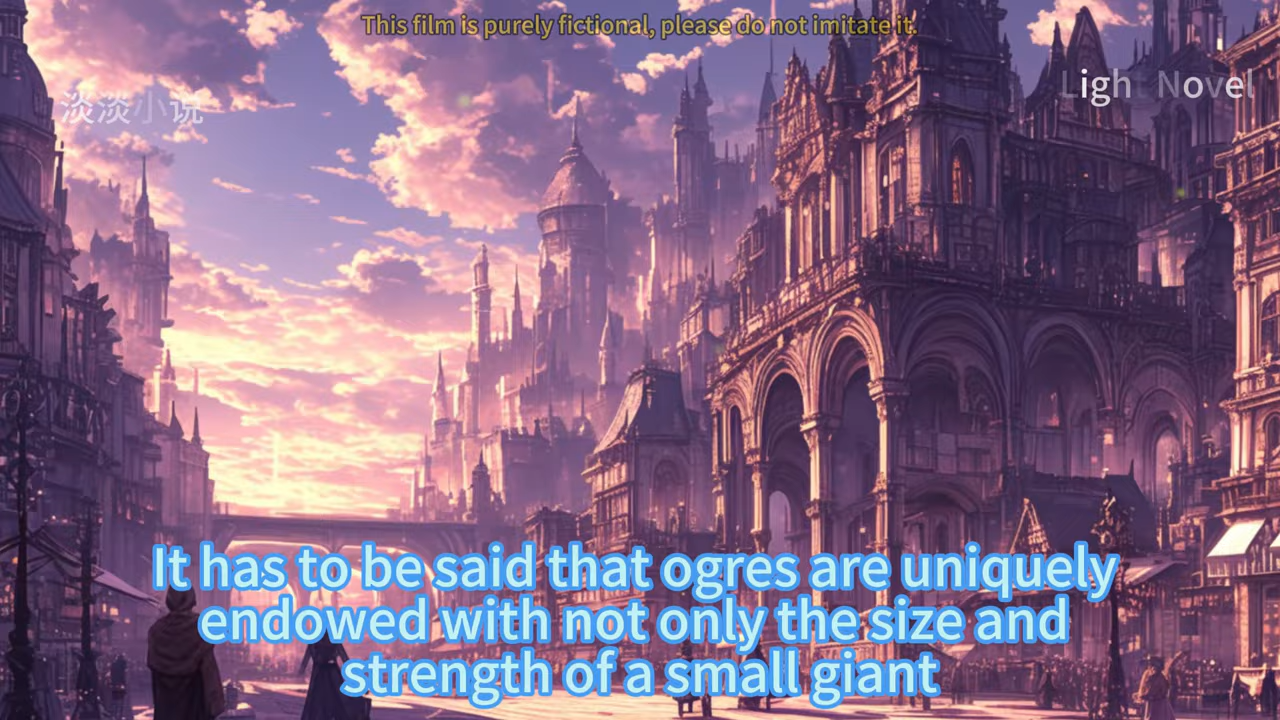 This film is purely fictional, please do not imitate it.
淡淡小说
Light Novel
It has to be said that ogres are uniquely
endowed with not only the size and
strength of a small giant